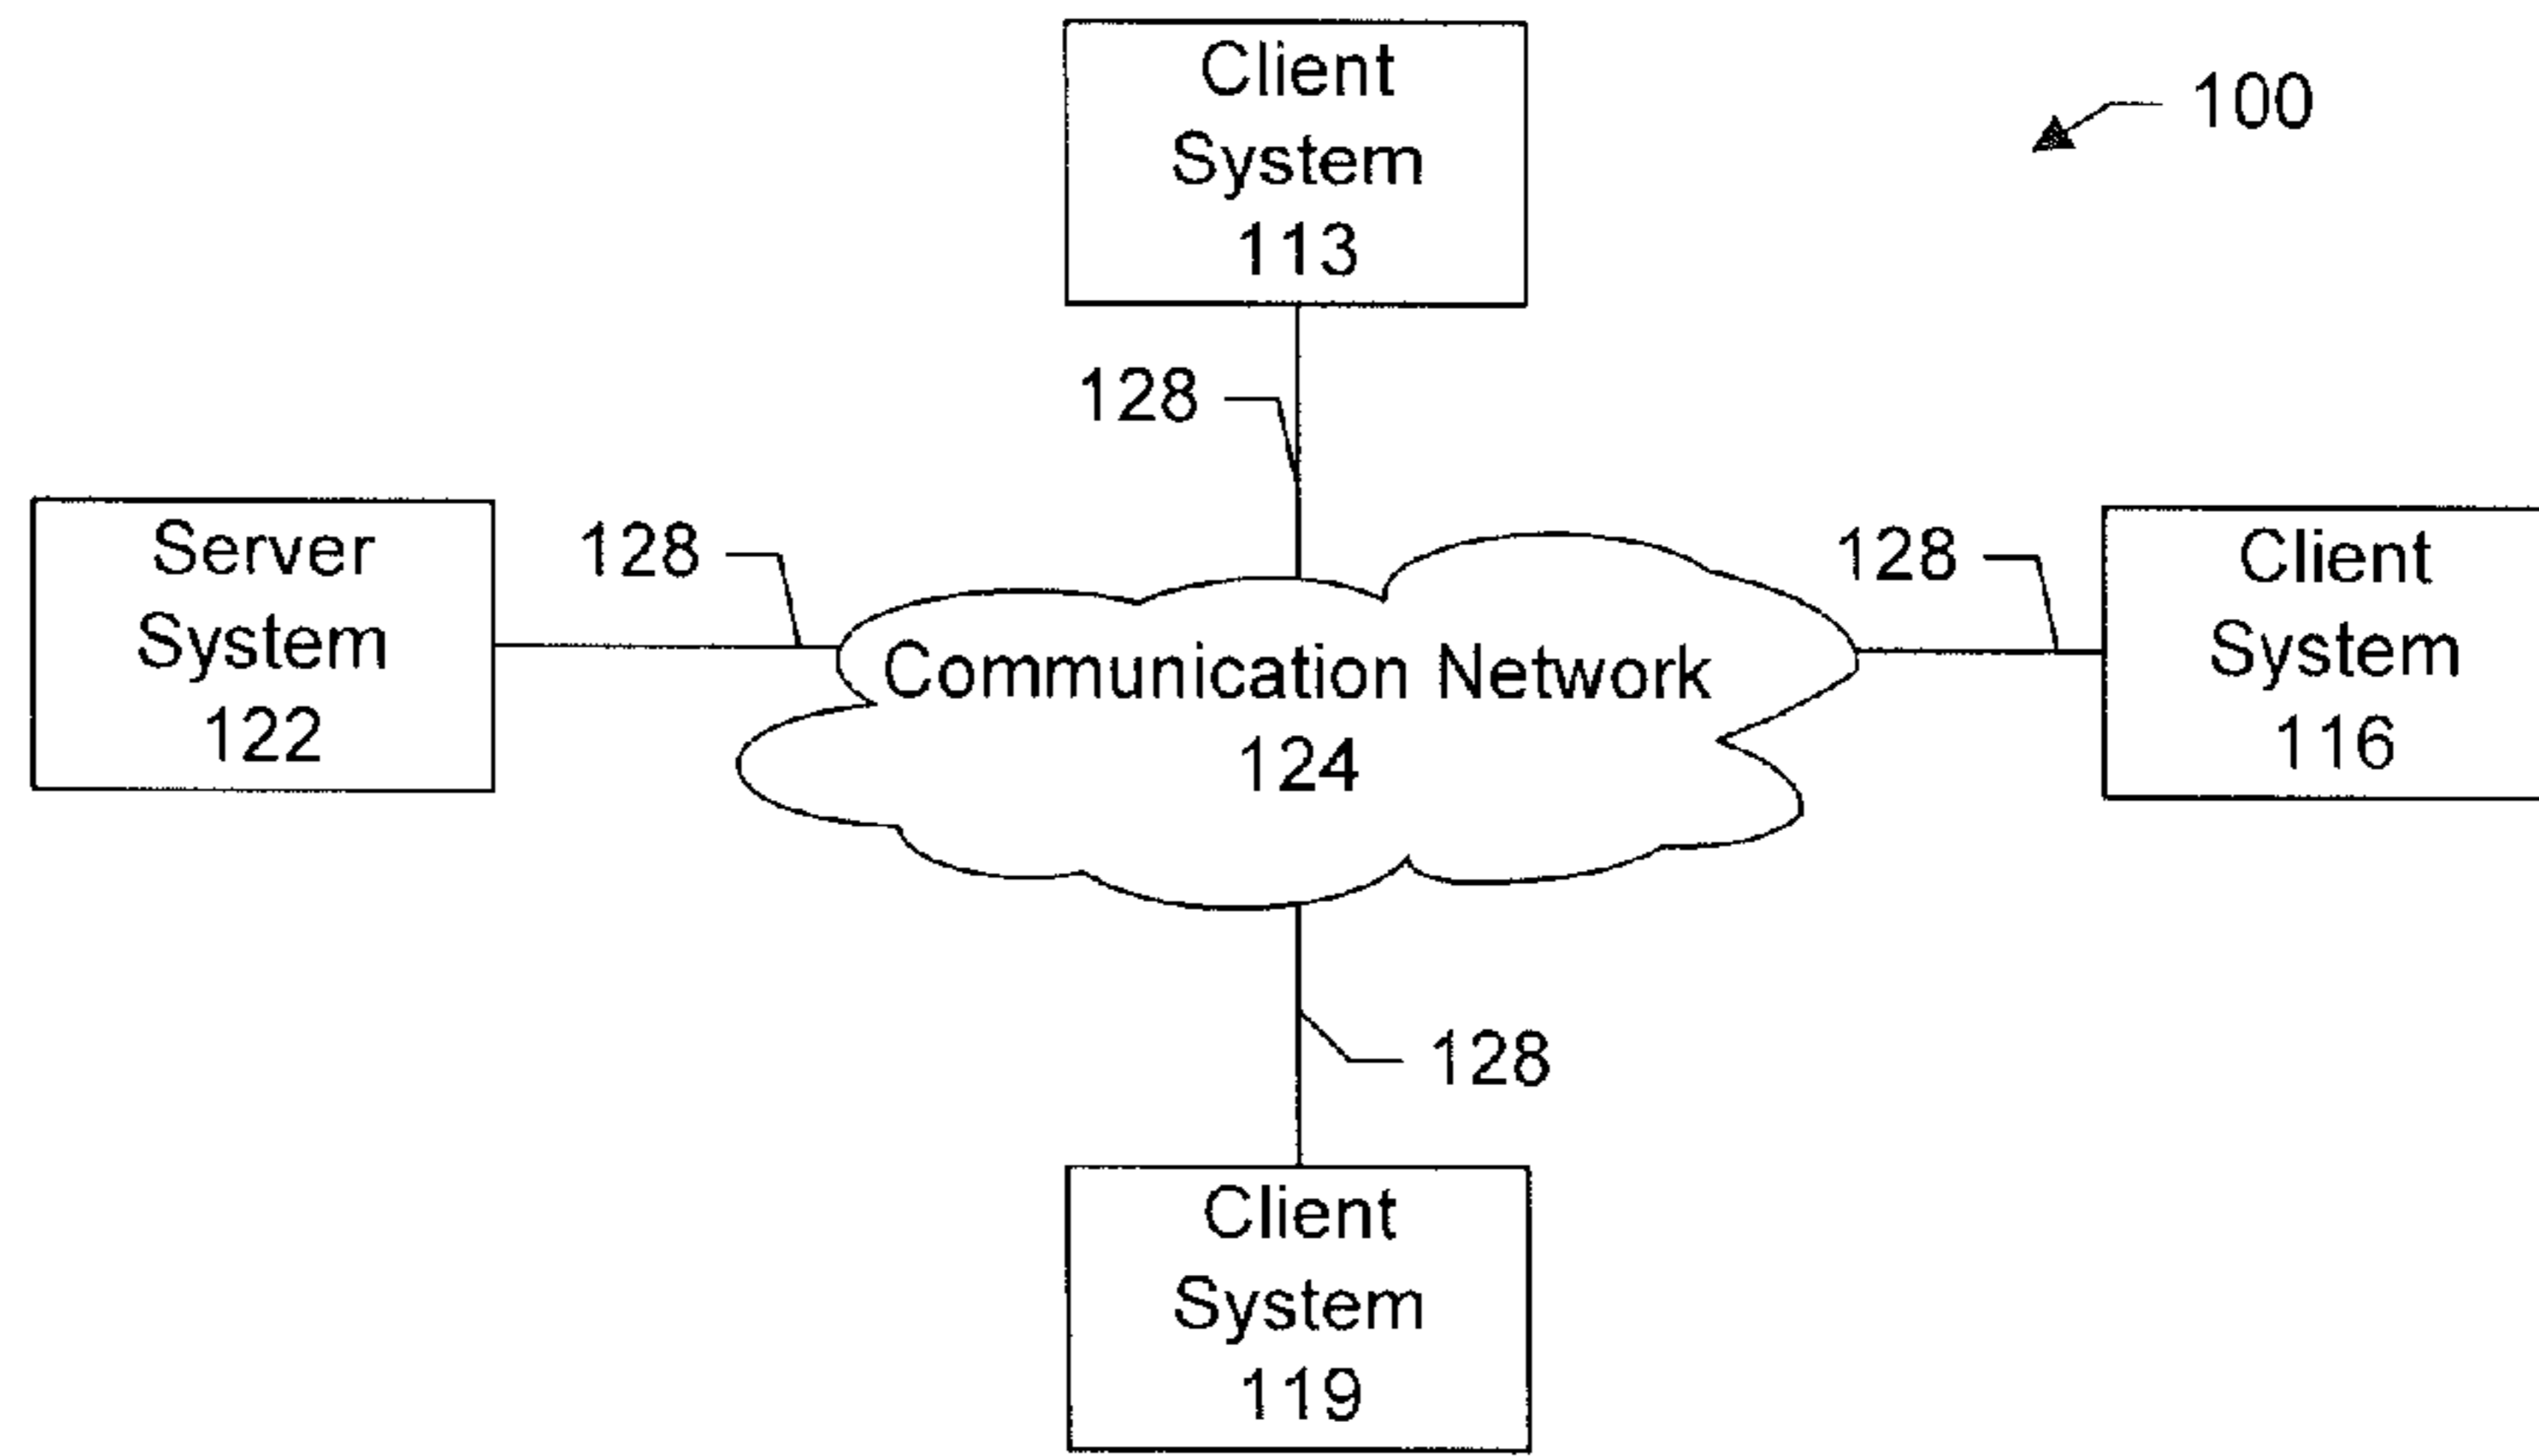 Client
System
113
100
128
Server
System
122
128
128
Client
System
116
Communication Network
124
128
Client
System
119